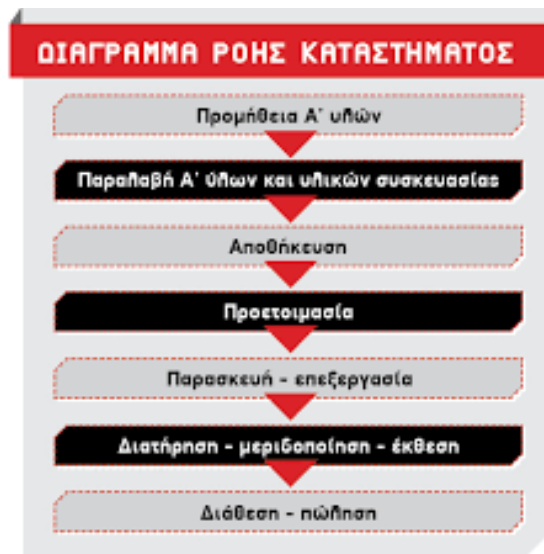 ΔΙΑΓΡΑΜΜΑ ΡΟΗΣ ΚΑΤΑΣΤΗΜΑΤΟΣ
Προμήθεια Α' υλών
Παραλαβή Α' ύλων και υλικών συσκευασίας
Αποθήκευση
Προετοιμασία
Παρασκευή - επεξεργασία
Διατήρηση - μεριδοποίηση - έκθεση
Διάθεση - πώληση